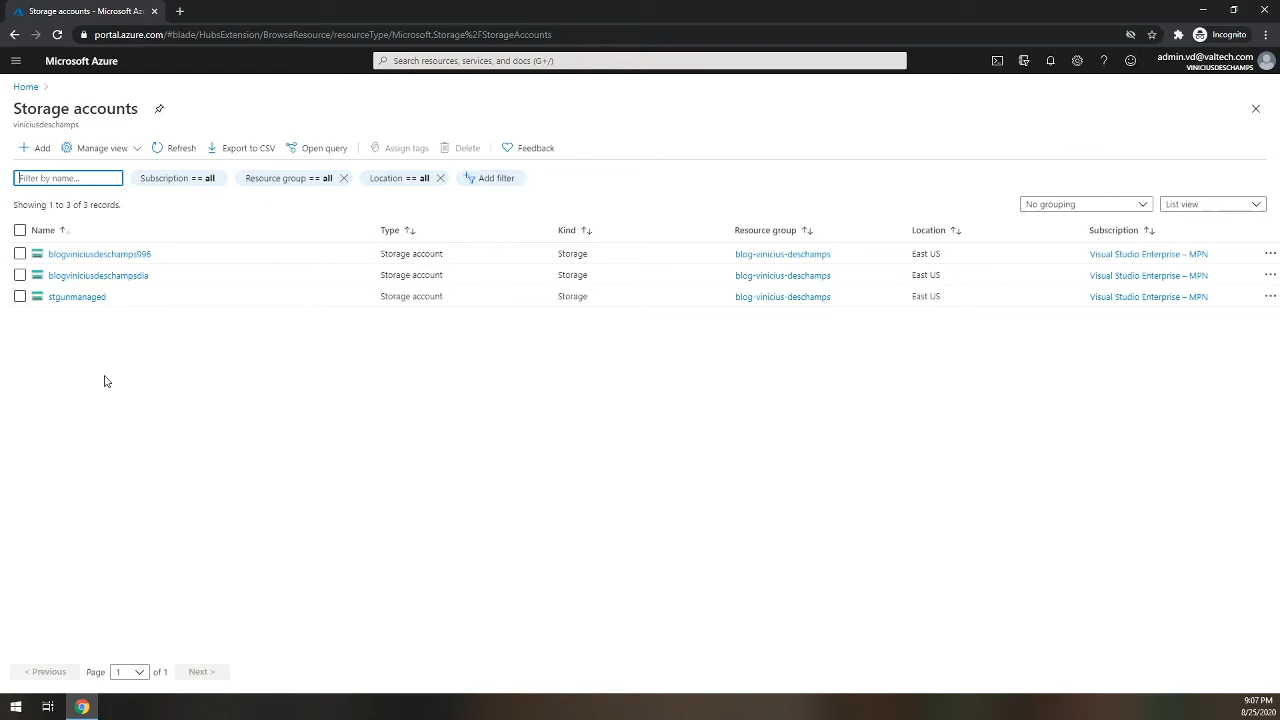 Storage accounts - Microsoft Az
portal.azure.com/#blade/HubsExtension/BrowseResource/resourceType/Microsoft.Storage%2FStorageAccounts
Incognito
Microsoft Azure
Search resources, services, and docs (G+/)
admin.vd@valtech.com
VINICIUSDESCHAMPS
Home
Storage accounts
viniciusdeschamps
Add
Manage view
Refresh
Export to CSV
Open query
Assign tags
Delete
Feedback
Filter by name...
Subscription == all
Resource group == all
Location == all
Add filter
Showing 1 to 3 of 3 records.
No grouping
List view
Name Type Kind Resource group Location Subscription
blogviniciusdeschamps996 Storage account Storage blog-vinicius-deschamps East US Visual Studio Enterprise – MPN
blogviniciusdeschampsdia Storage account Storage blog-vinicius-deschamps East US Visual Studio Enterprise – MPN
stgunmanaged Storage account Storage blog-vinicius-deschamps East US Visual Studio Enterprise – MPN
< Previous Page 1 of 1 Next >
9:07 PM
8/25/2020